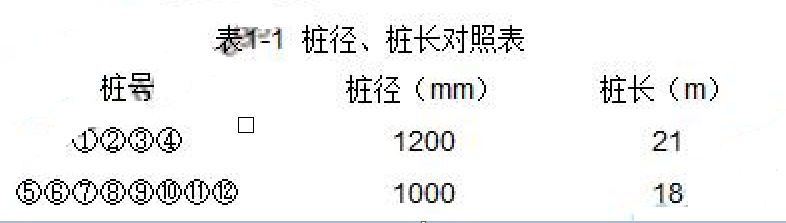 表1-1 桩径、桩长对照表
桩号 桩径（mm） 桩长（m）
①②③④ 1200 21
⑤⑥⑦⑧⑨⑩⑪⑫ 1000 18